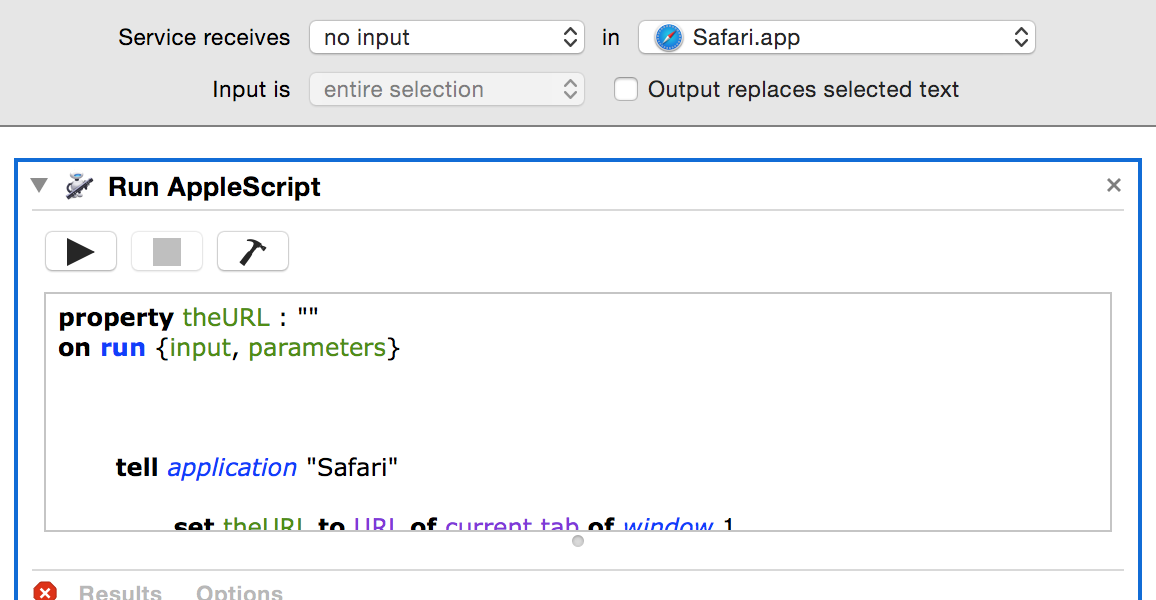 Service receives no input in Safari.app
Input is entire selection Output replaces selected text
Run AppleScript
property theURL : ""
on run {input, parameters}
tell application "Safari"
set theURL to URL of current tab of window 1
Results Options